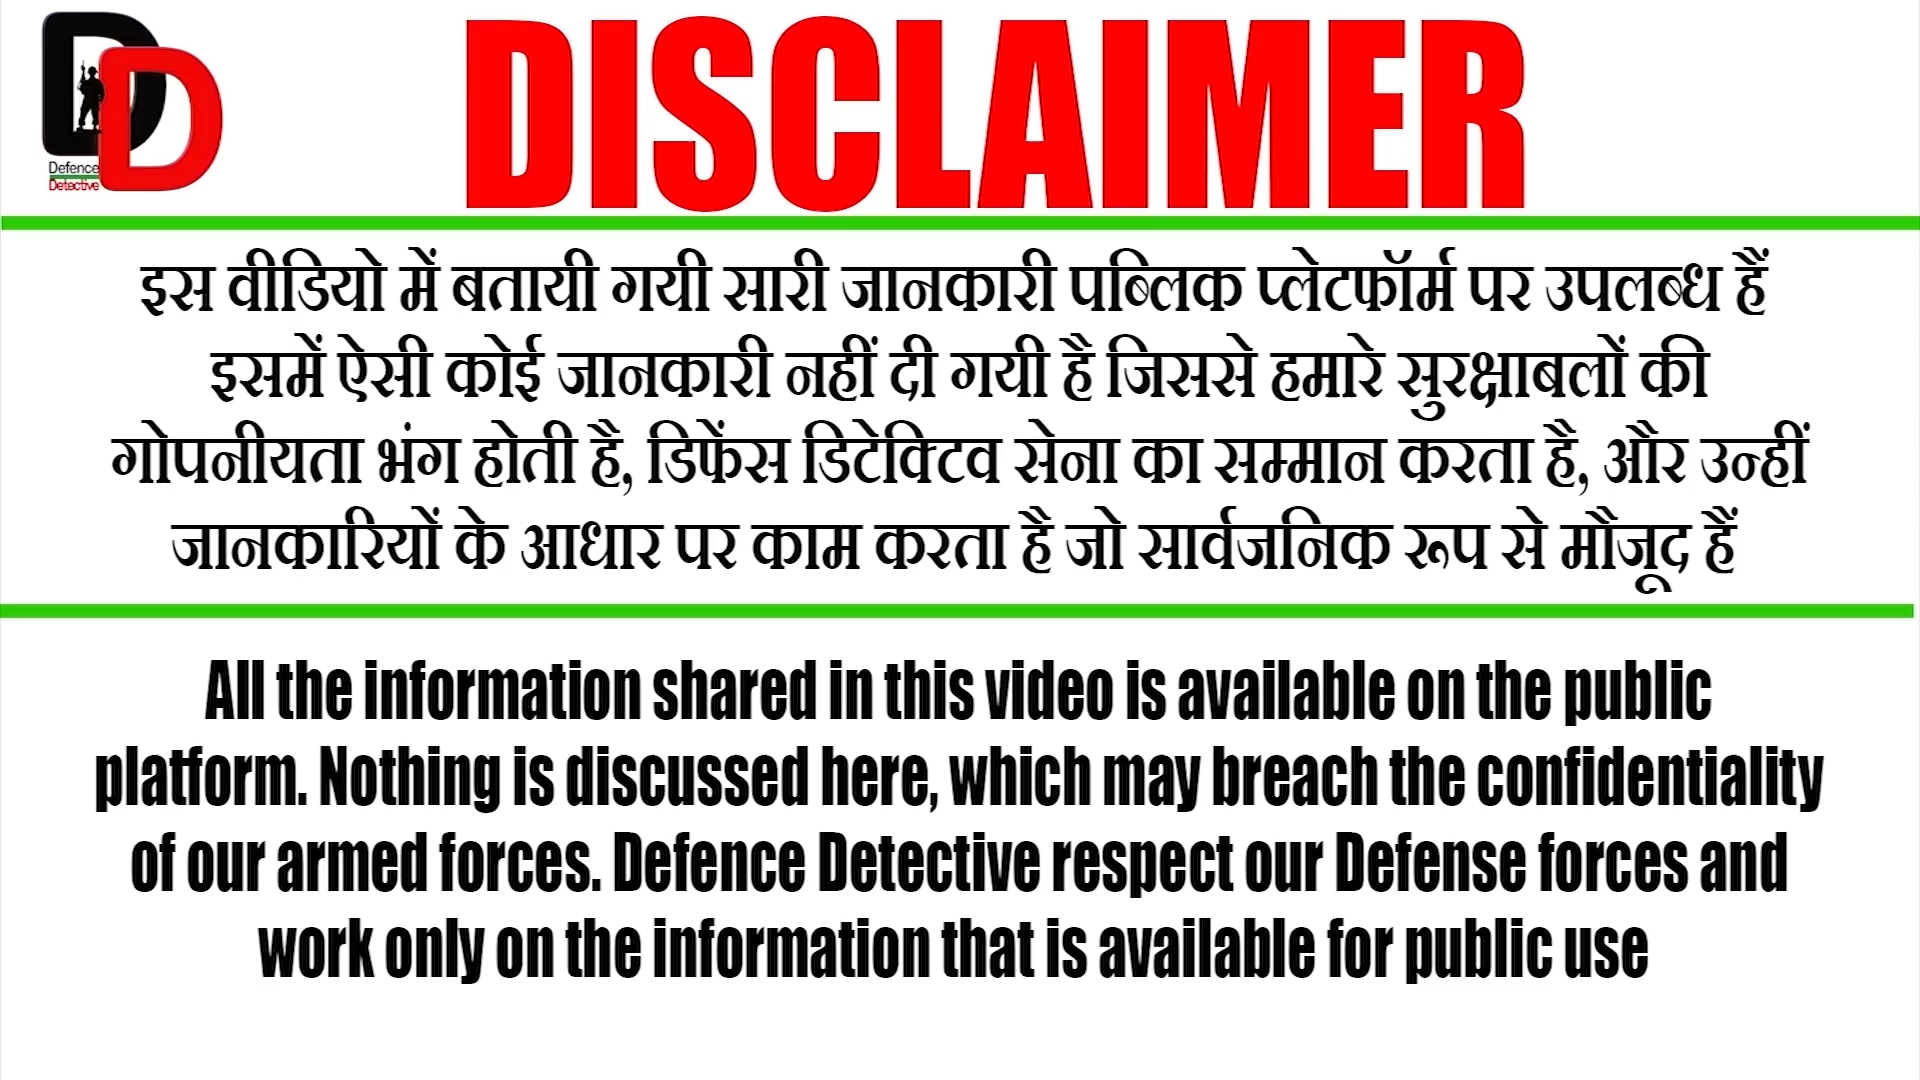 Defence
Detective
DISCLAIMER
इस वीडियो में बतायी गयी सारी जानकारी पब्लिक प्लेटफॉर्म पर उपलब्ध हैं
इसमें ऐसी कोई जानकारी नहीं दी गयी है जिससे हमारे सुरक्षाबलों की
गोपनीयता भंग होती है, डिफेंस डिटेक्टिव सेना का सम्मान करता है, और उन्हीं
जानकारियों के आधार पर काम करता है जो सार्वजनिक रूप से मौजूद हैं
All the information shared in this video is available on the public
platform. Nothing is discussed here, which may breach the confidentiality
of our armed forces. Defence Detective respect our Defense forces and
work only on the information that is available for public use